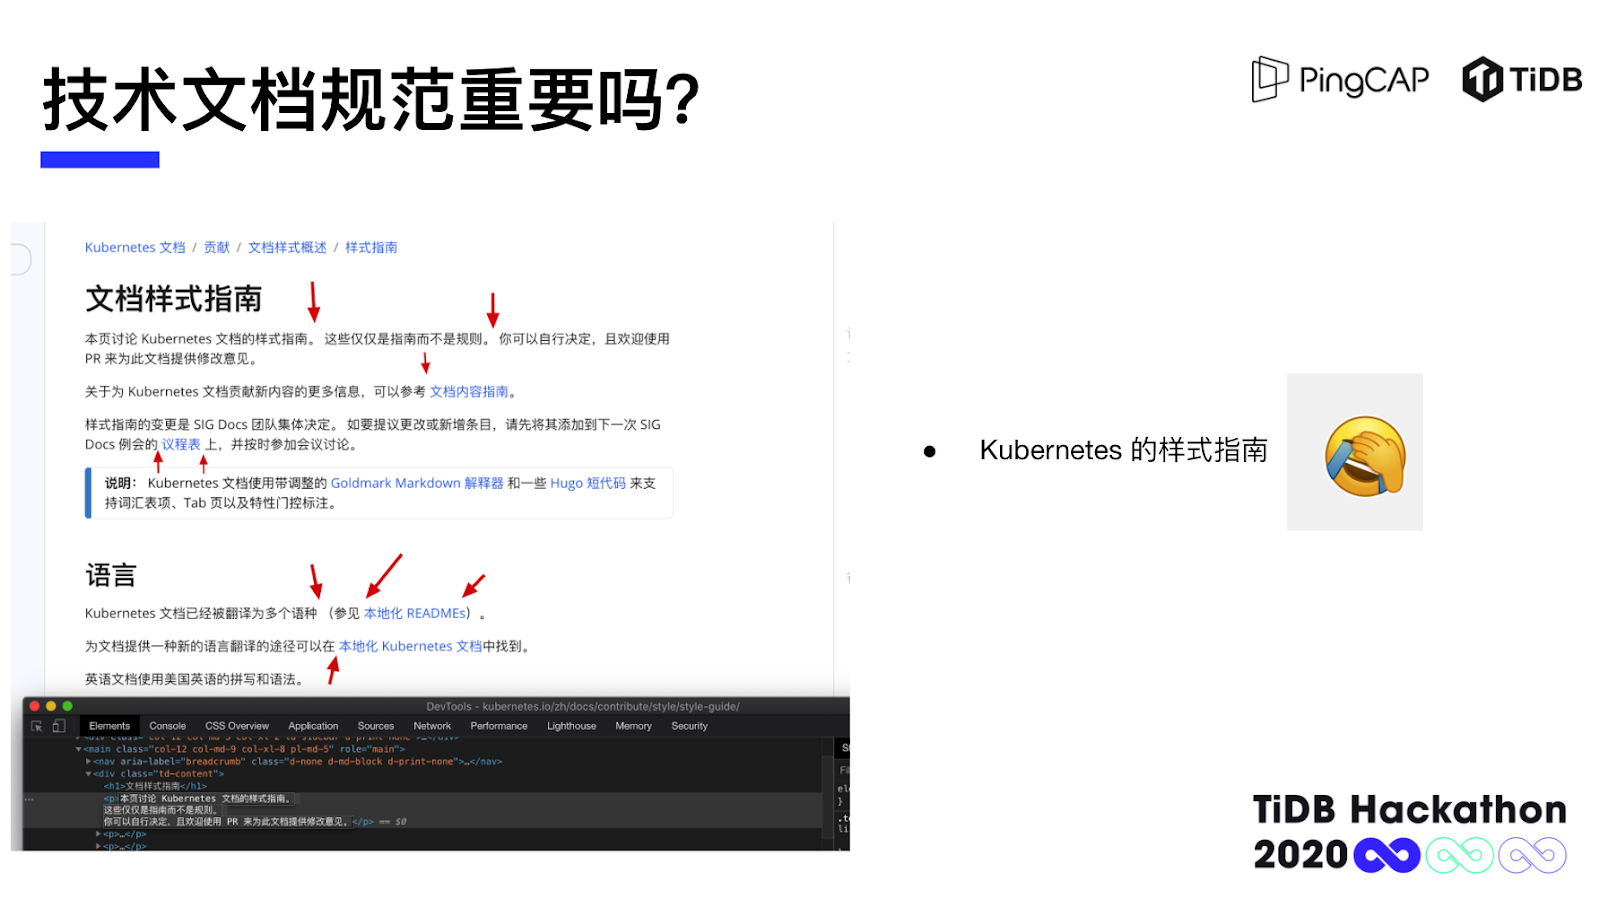 技术文档规范重要吗?
PingCAP TiDB
Kubernetes 文档 / 贡献 / 文档样式概述 / 样式指南
文档样式指南
本页讨论 Kubernetes 文档的样式指南。 这些仅仅是指南而不是规则。 你可以自行决定，且欢迎使用
PR 来为此文档提供修改意见。
关于为 Kubernetes 文档贡献新内容的更多信息，可以参考 文档内容指南。
样式指南的变更是 SIG Docs 团队集体决定。 如要提议更改或新增条目，请先将其添加到下一次 SIG
Docs 例会的 议程表 上，并按时参加会议讨论。
说明： Kubernetes 文档使用带调整的 Goldmark Markdown 解释器 和一些 Hugo 短代码 来支
持词汇表项、Tab 页以及特性门控标注。
语言
Kubernetes 文档已经被翻译为多个语种 （参见 本地化 READMEs）。
为文档提供一种新的语言翻译的途径可以在 本地化 Kubernetes 文档中找到。
英语文档使用美国英语的拼写和语法。
DevTools - kubernetes.io/zh/docs/contribute/style/style-guide/
Elements Console CSS Overview Application Sources Network Performance Lighthouse Memory Security
<main class="col-12 col-md-9 col-xl-8 pl-md-5" role="main">
<nav aria-label="breadcrumb" class="d-none d-md-block d-print-none">…</nav>
<div class="td-content">
<h1>文档样式指南</h1>
<p>本页讨论 Kubernetes 文档的样式指南。
这些仅仅是指南而不是规则。
你可以自行决定，且欢迎使用 PR 来为此文档提供修改意见。</p> == $0
<p>…</p>
<p>…</p>
● Kubernetes 的样式指南
TiDB Hackathon
2020